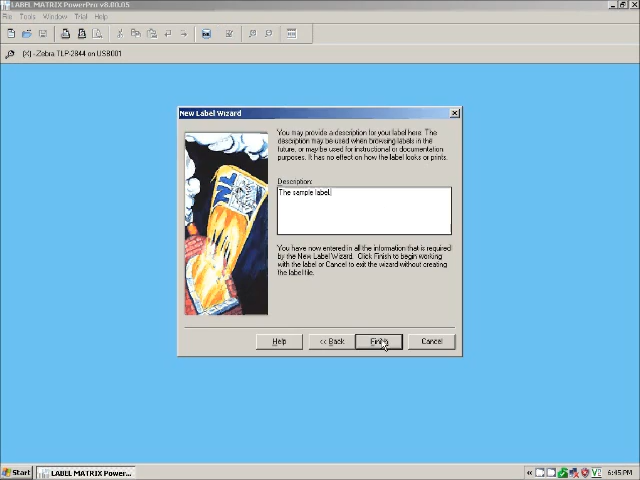 LABEL MATRIX PowerPro v8.00.05
File Tools Window Trial Help
[X] --Zebra TLP-2844 on USB001
New Label Wizard
You may provide a description for your label here. The
description may be used when browsing labels in the
future, or may be used for instructional or documentation
purposes. It has no effect on how the label looks or prints.
Description:
The sample label.
You have now entered in all the information that is required
by the New Label Wizard. Click Finish to begin working
with the label or Cancel to exit the wizard without creating
the label file.
Help << Back Finish Cancel
Start LABEL MATRIX Power... « V2 6:45 PM